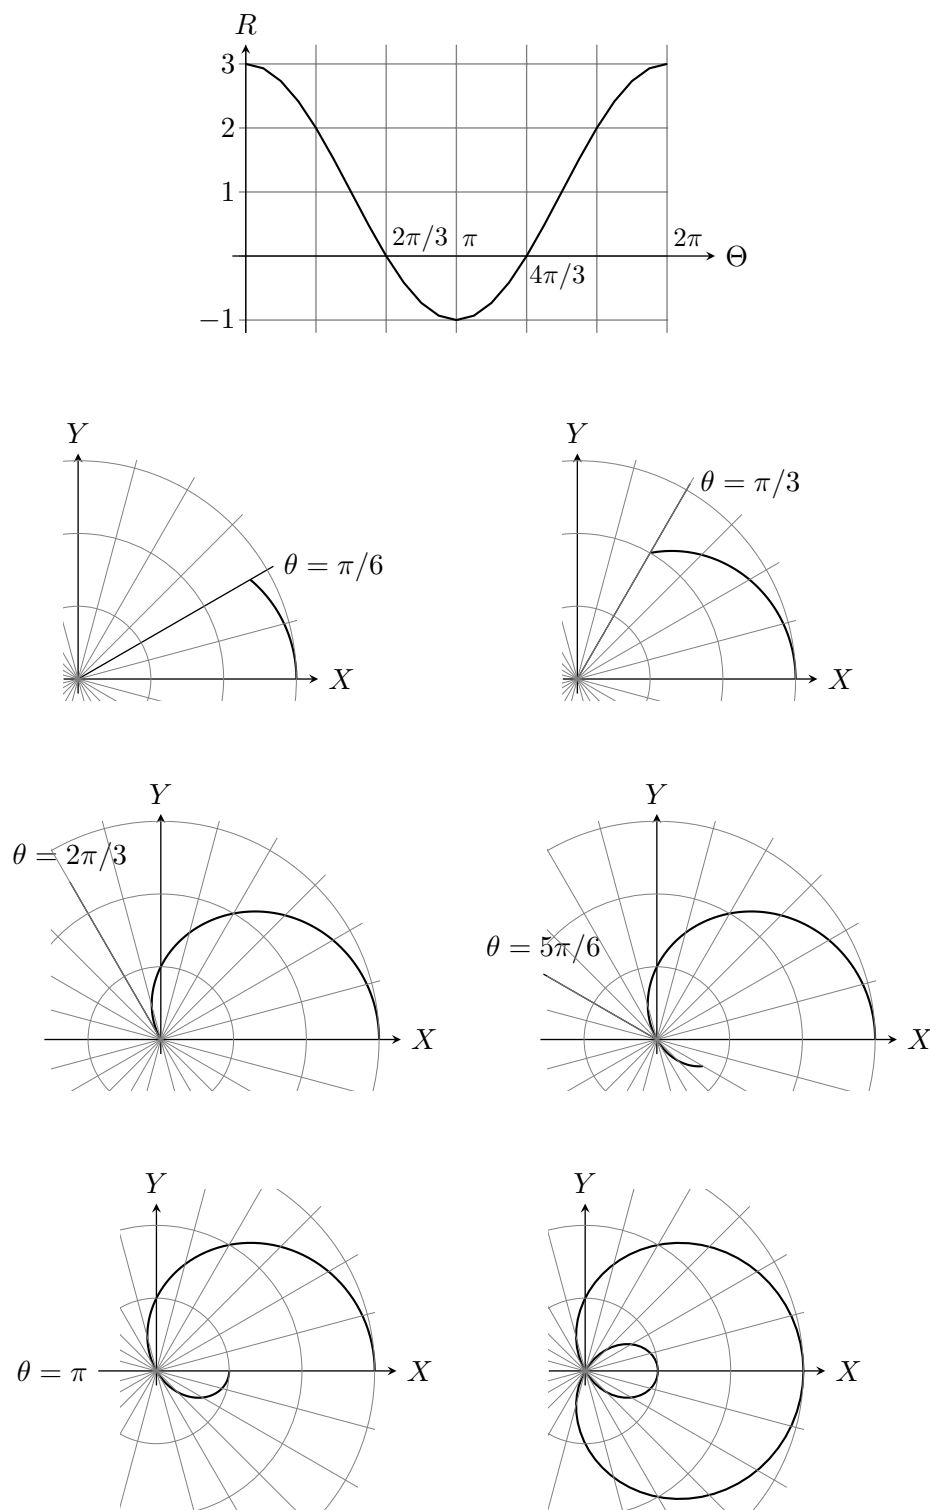 R
3
2
1
2π/3 π 2π
Θ
4π/3
−1
Y Y
θ = π/3
θ = π/6
X X
Y Y
θ = 2π/3
θ = 5π/6
X X
Y Y
θ = π X X